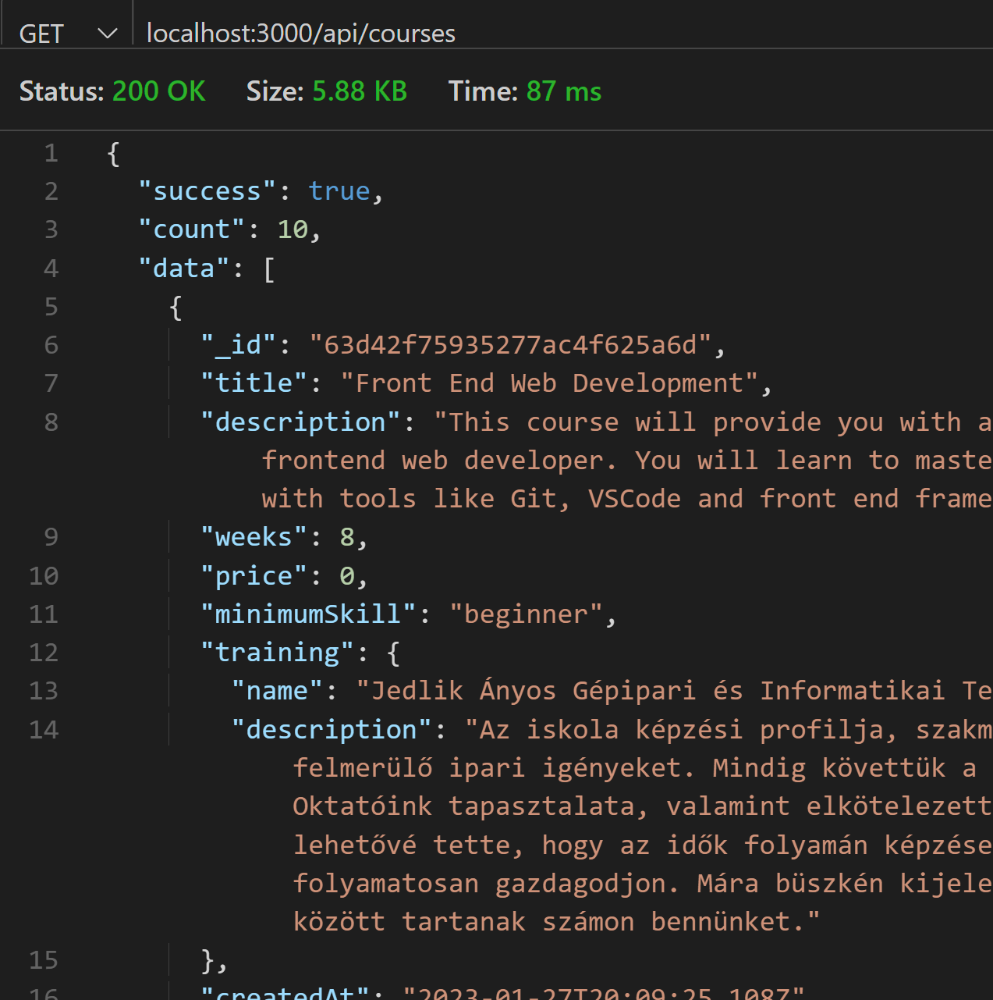 GET localhost:3000/api/courses
Status: 200 OK Size: 5.88 KB Time: 87 ms
1 {
2 "success": true,
3 "count": 10,
4 "data": [
5 {
6 "_id": "63d42f75935277ac4f625a6d",
7 "title": "Front End Web Development",
8 "description": "This course will provide you with a
frontend web developer. You will learn to maste
with tools like Git, VSCode and front end frame
9 "weeks": 8,
10 "price": 0,
11 "minimumSkill": "beginner",
12 "training": {
13 "name": "Jedlik Ányos Gépipari és Informatikai Te
14 "description": "Az iskola képzési profilja, szakm
felmerülő ipari igényeket. Mindig követtük a
Oktatóink tapasztalata, valamint elkötelezett
lehetővé tette, hogy az idők folyamán képzése
folyamatosan gazdagodjon. Mára büszkén kijele
között tartanak számon bennünket."
15 },
16 "createdAt": "2023-01-27T20:09:25.108Z"